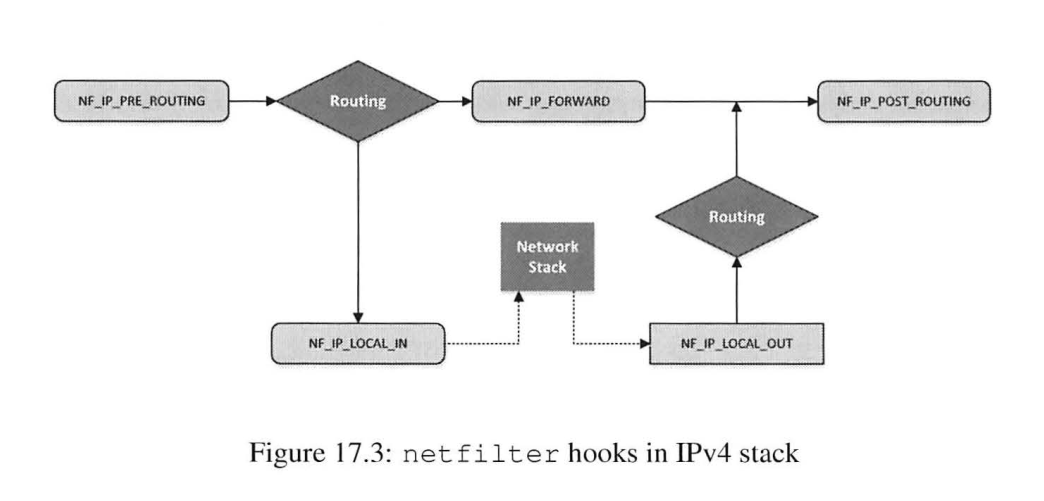 NF_IP_PRE_ROUTING
Routing
NF_IP_FORWARD
NF_IP_POST_ROUTING
Routing
Network
Stack
NF_IP_LOCAL_IN
NF_IP_LOCAL_OUT
Figure 17.3: netfilter hooks in IPv4 stack